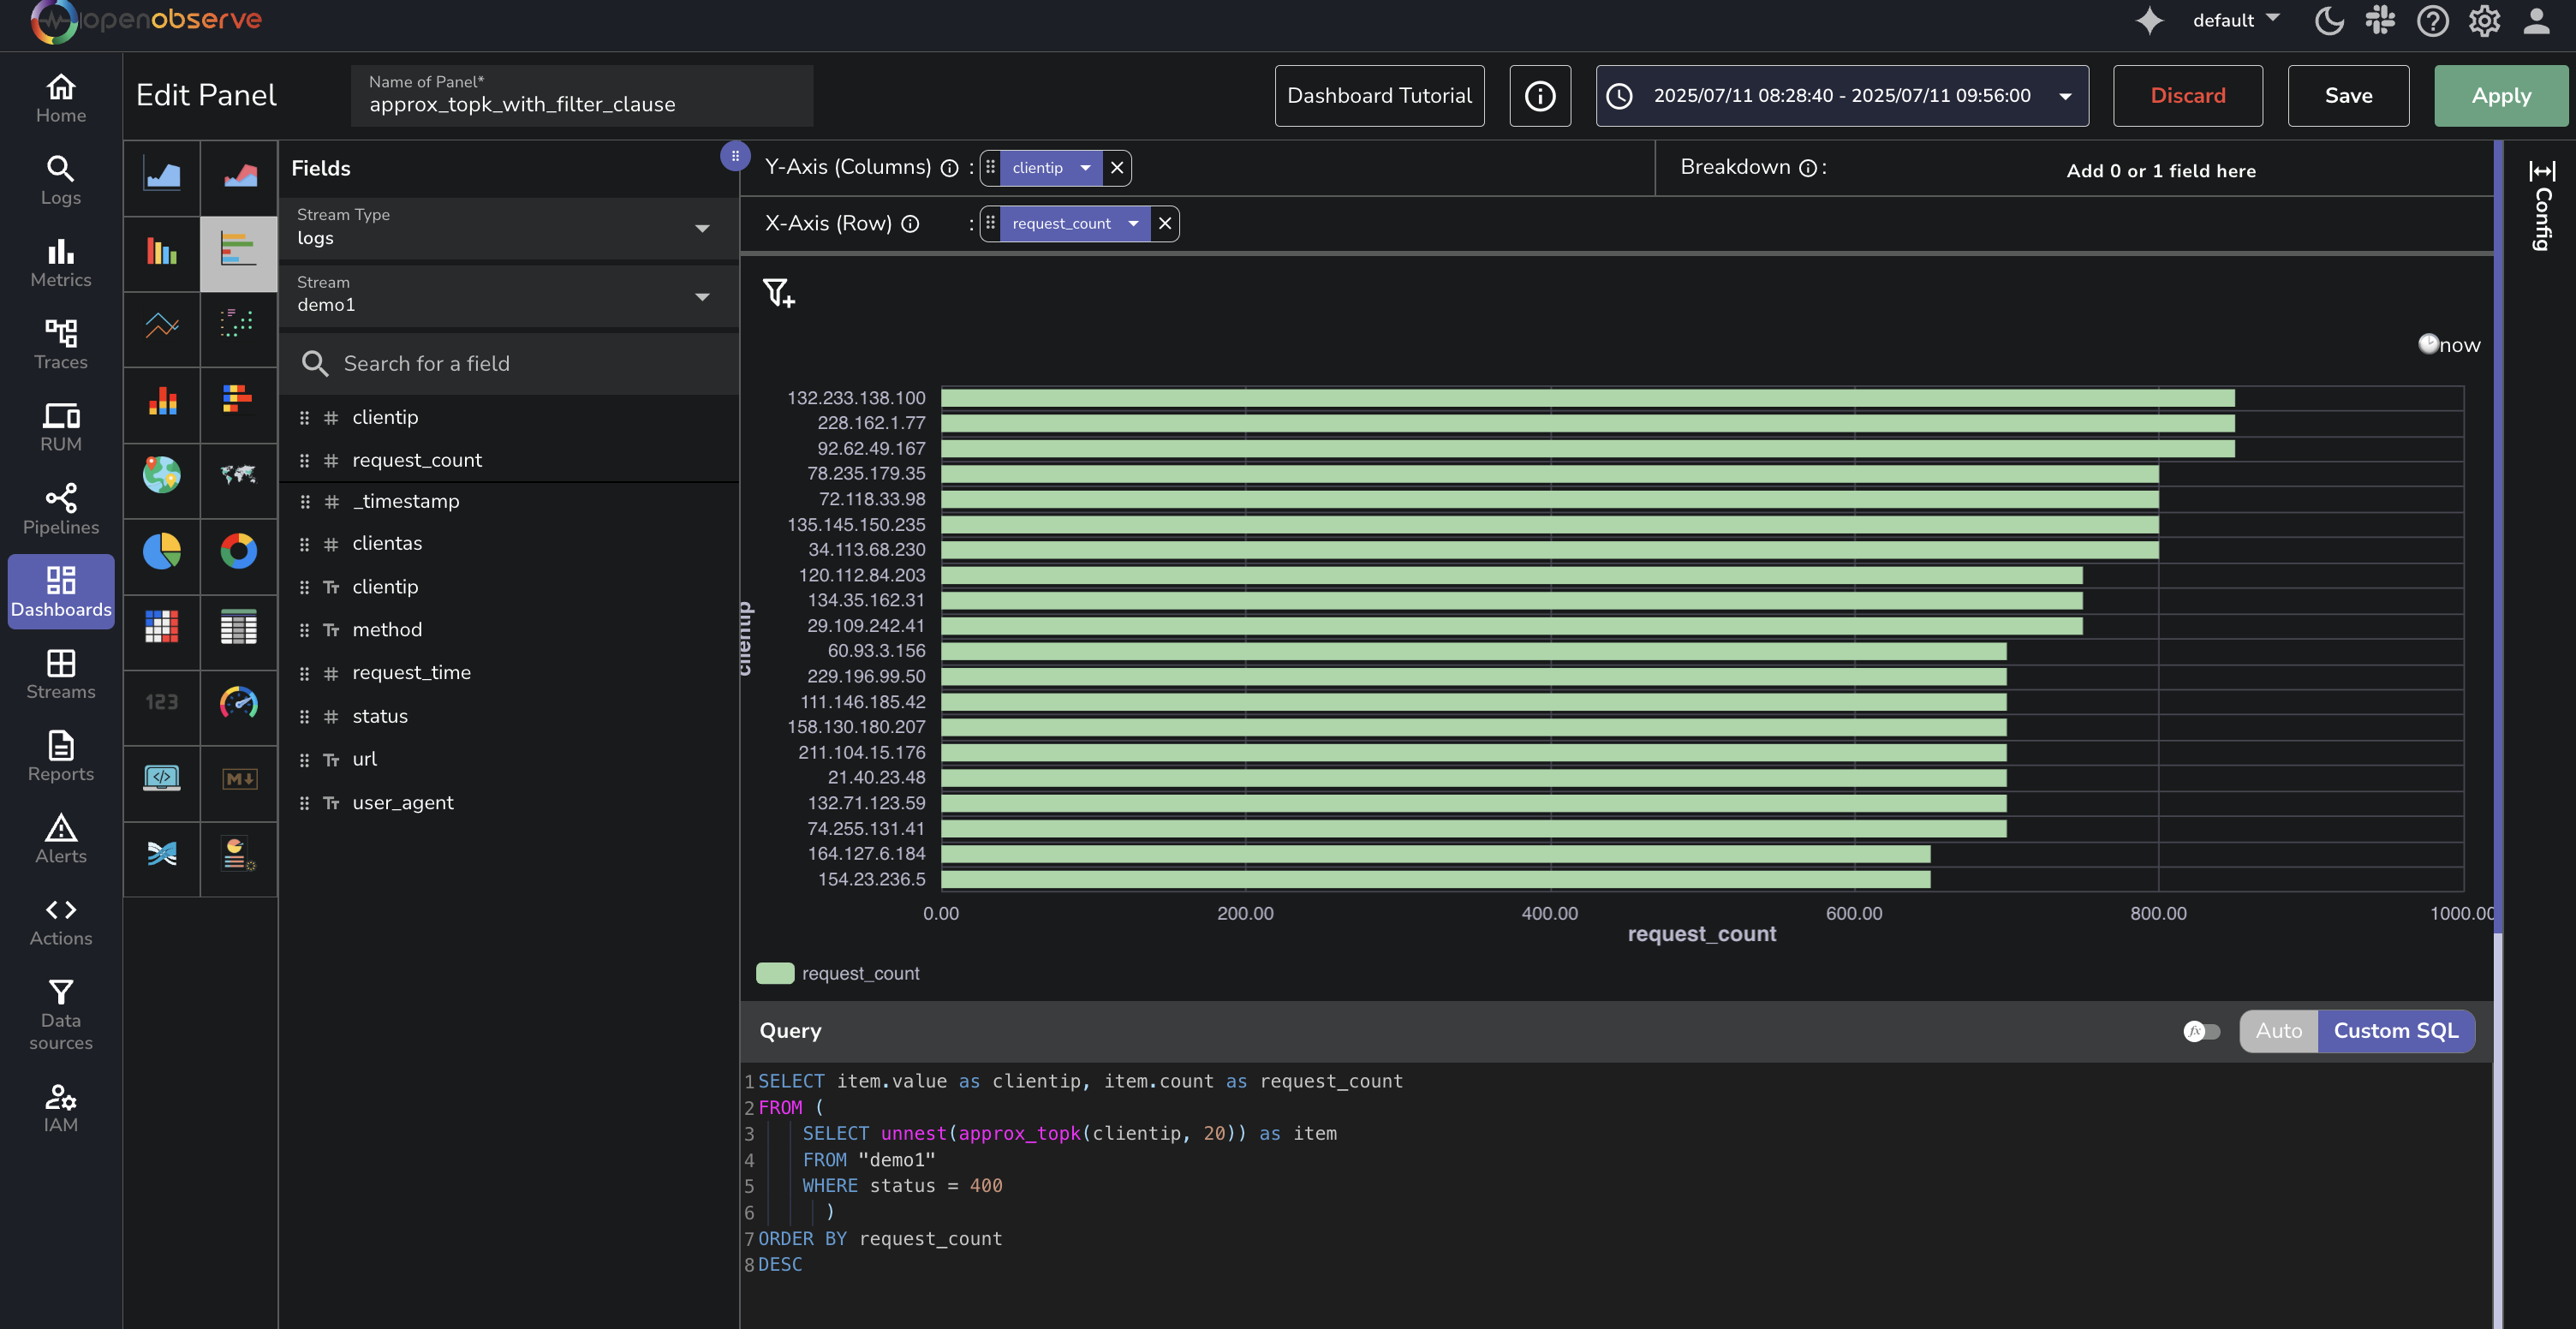 openobserve
default
Home
Logs
Metrics
Traces
RUM
Pipelines
Dashboards
Streams
Reports
Alerts
Actions
Data
sources
IAM
Edit Panel
Name of Panel*
approx_topk_with_filter_clause
Dashboard Tutorial
2025/07/11 08:28:40 - 2025/07/11 09:56:00
Discard
Save
Apply
123
M↓
Fields
Stream Type
logs
Stream
demo1
Search for a field
# clientip
# request_count
# _timestamp
# clientas
Tт clientip
Tт method
# request_time
# status
Tт url
Tт user_agent
Y-Axis (Columns) : clientip
Breakdown :
Add 0 or 1 field here
X-Axis (Row) : request_count
Config
now
clientip
132.233.138.100
228.162.1.77
92.62.49.167
78.235.179.35
72.118.33.98
135.145.150.235
34.113.68.230
120.112.84.203
134.35.162.31
29.109.242.41
60.93.3.156
229.196.99.50
111.146.185.42
158.130.180.207
211.104.15.176
21.40.23.48
132.71.123.59
74.255.131.41
164.127.6.184
154.23.236.5
0.00 200.00 400.00 600.00 800.00 1000.00
request_count
request_count
Query
fx
Auto
Custom SQL
1 SELECT item.value as clientip, item.count as request_count
2 FROM (
3 SELECT unnest(approx_topk(clientip, 20)) as item
4 FROM "demo1"
5 WHERE status = 400
6 )
7 ORDER BY request_count
8 DESC